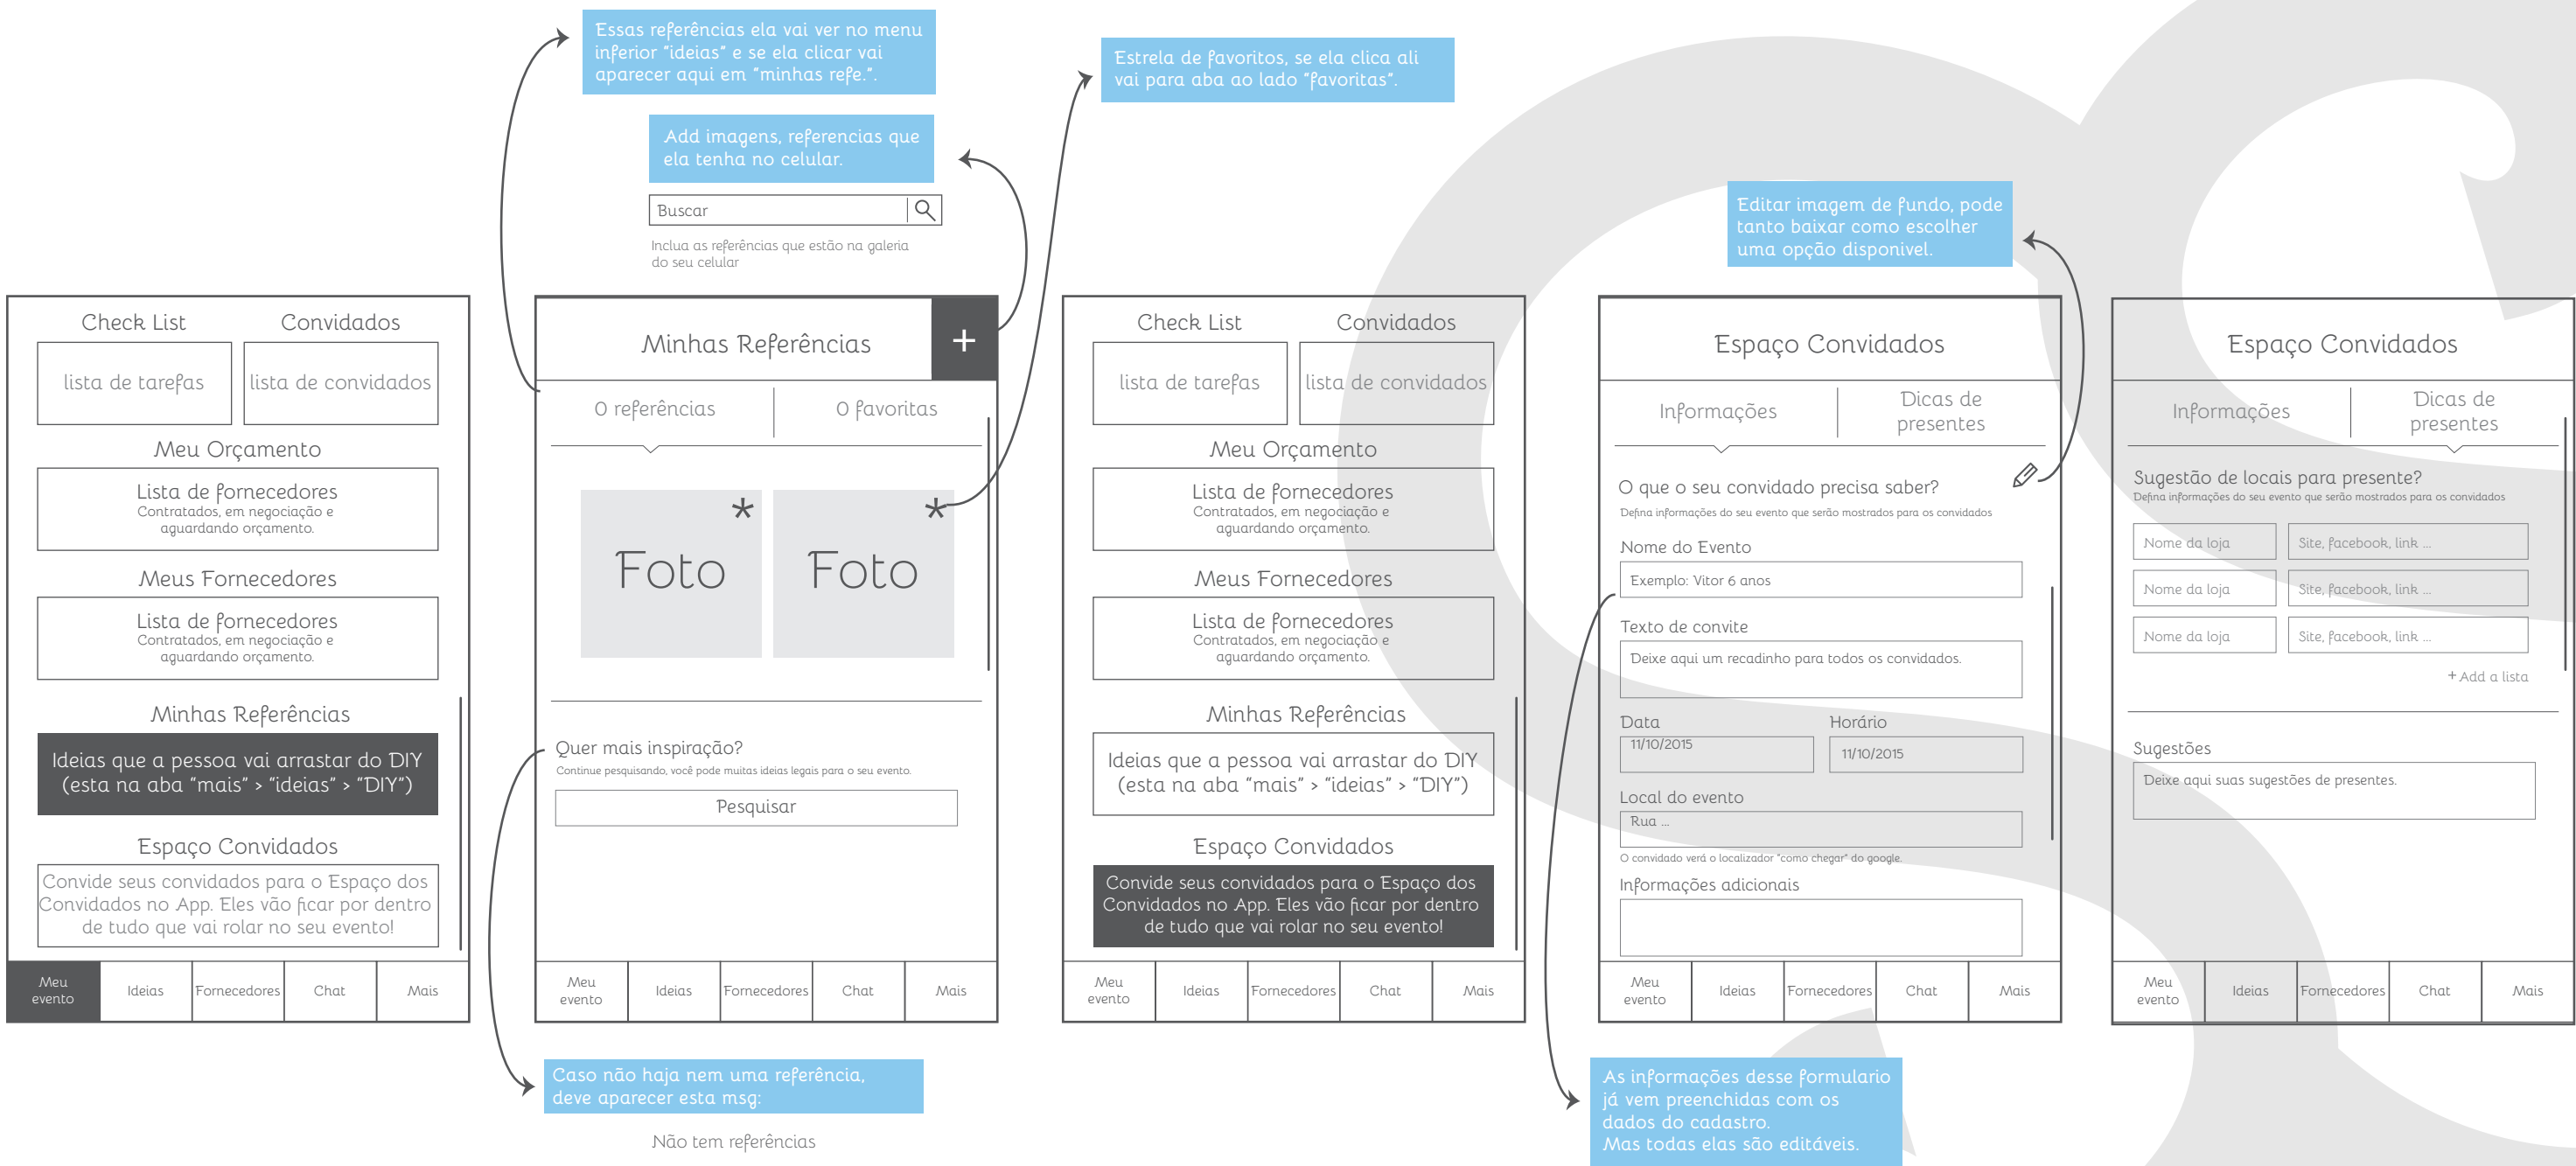 Essas referências ela vai ver no menu
inferior "ideias" e se ela clicar vai
aparecer aqui em "minhas refe.".
Estrela de favoritos, se ela clica ali
vai para aba ao lado "favoritas".
Add imagens, referencias que
ela tenha no celular.
Buscar
Inclua as referências que estão na galeria
do seu celular
Editar imagem de fundo, pode
tanto baixar como escolher
uma opção disponivel.
Check List
Convidados
lista de tarefas
lista de convidados
Meu Orçamento
Lista de fornecedores
Contratados, em negociação e
aguardando orçamento.
Meus Fornecedores
Lista de fornecedores
Contratados, em negociação e
aguardando orçamento.
Minhas Referências
Ideias que a pessoa vai arrastar do DIY
(esta na aba "mais" > "ideias" > "DIY")
Espaço Convidados
Convide seus convidados para o Espaço dos
Convidados no App. Eles vão ficar por dentro
de tudo que vai rolar no seu evento!
Meu
evento
Ideias
Fornecedores
Chat
Mais
Minhas Referências
+
0 referências
0 favoritas
*
*
Foto
Foto
Quer mais inspiração?
Continue pesquisando, você pode muitas ideias legais para o seu evento.
Pesquisar
Meu
evento
Ideias
Fornecedores
Chat
Mais
Caso não haja nem uma referência,
deve aparecer esta msg:
Não tem referências
Check List
Convidados
lista de tarefas
lista de convidados
Meu Orçamento
Lista de fornecedores
Contratados, em negociação e
aguardando orçamento.
Meus Fornecedores
Lista de fornecedores
Contratados, em negociação e
aguardando orçamento.
Minhas Referências
Ideias que a pessoa vai arrastar do DIY
(esta na aba "mais" > "ideias" > "DIY")
Espaço Convidados
Convide seus convidados para o Espaço dos
Convidados no App. Eles vão ficar por dentro
de tudo que vai rolar no seu evento!
Meu
evento
Ideias
Fornecedores
Chat
Mais
Espaço Convidados
Informações
Dicas de
presentes
O que o seu convidado precisa saber?
Defina informações do seu evento que serão mostrados para os convidados
Nome do Evento
Exemplo: Vitor 6 anos
Texto de convite
Deixe aqui um recadinho para todos os convidados.
Data
Horário
11/10/2015
11/10/2015
Local do evento
Rua ...
O convidado verá o localizador "como chegar" do google.
Informações adicionais
Meu
evento
Ideias
Fornecedores
Chat
Mais
As informações desse formulario
já vem preenchidas com os
dados do cadastro.
Mas todas elas são editáveis.
Espaço Convidados
Informações
Dicas de
presentes
Sugestão de locais para presente?
Defina informações do seu evento que serão mostrados para os convidados
Nome da loja
Site, facebook, link ...
Nome da loja
Site, facebook, link ...
Nome da loja
Site, facebook, link ...
+ Add a lista
Sugestões
Deixe aqui suas sugestões de presentes.
Meu
evento
Ideias
Fornecedores
Chat
Mais